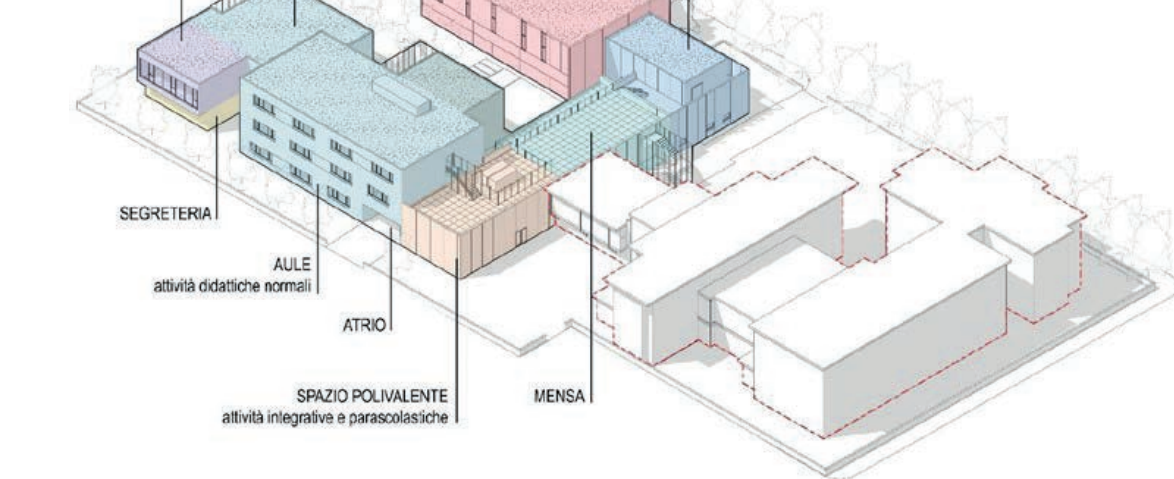 SEGRETERIA
AULE
attività didattiche normali
ATRIO
SPAZIO POLIVALENTE
attività integrative e parascolastiche
MENSA